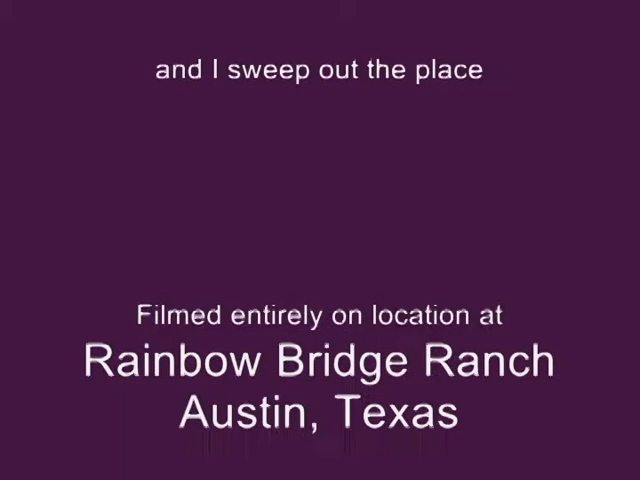 and I sweep out the place
Filmed entirely on location at
Rainbow Bridge Ranch
Austin, Texas